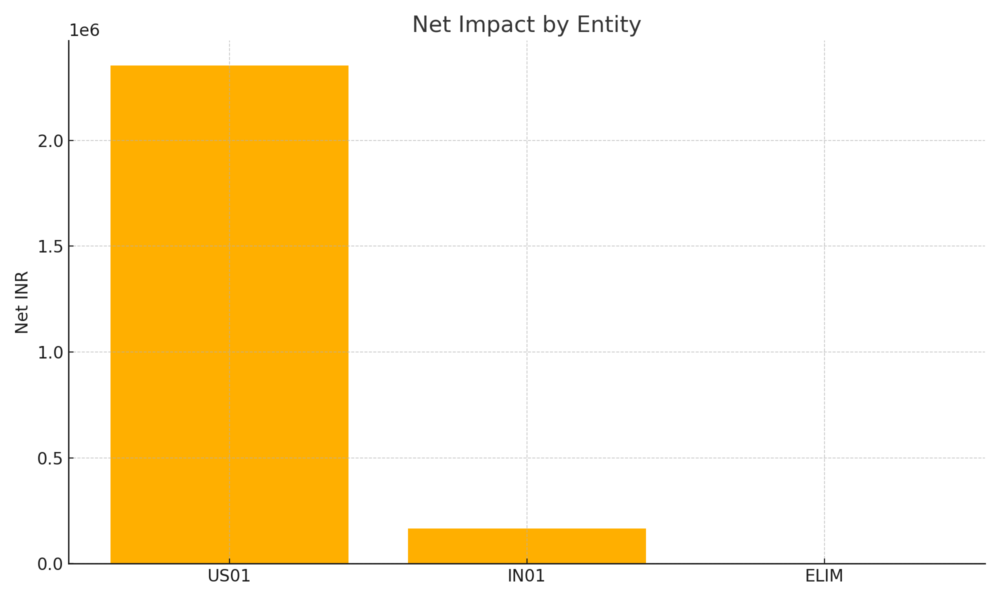 Net Impact by Entity
1e6
2.0
1.5
1.0
0.5
0.0
Net INR
US01
IN01
ELIM